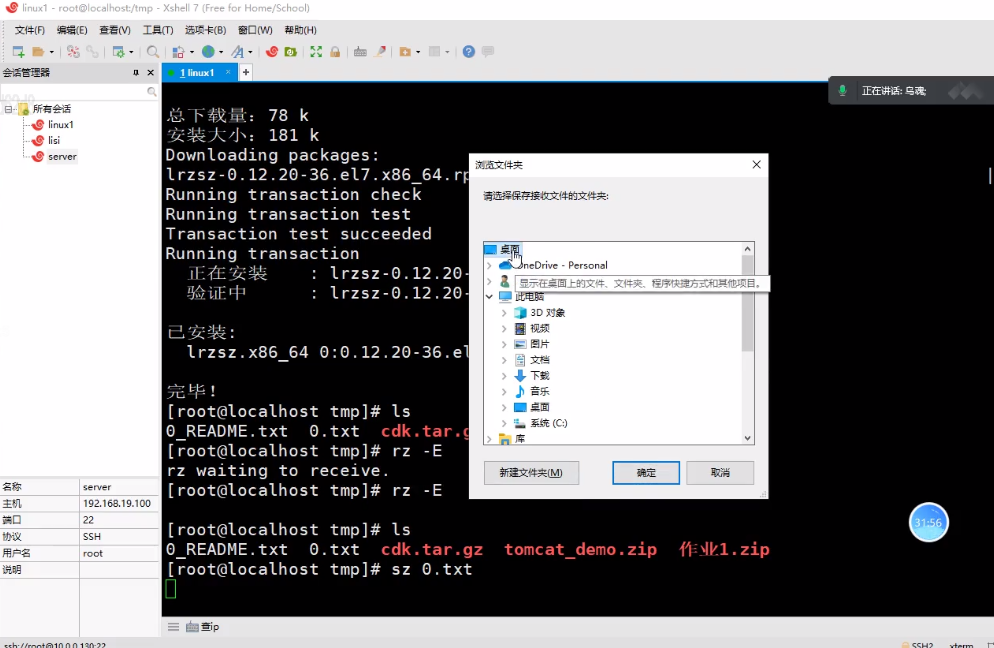 linux1 - root@localhost:/tmp - Xshell 7 (Free for Home/School)
文件(F) 编辑(E) 查看(V) 工具(T) 选项卡(B) 窗口(W) 帮助(H)
会话管理器
1 linux1
所有会话
linux1
lisi
server
正在讲话: 乌魂;
总下载量：78 k
安装大小：181 k
Downloading packages:
lrzsz-0.12.20-36.el7.x86_64.rp
Running transaction check
Running transaction test
Transaction test succeeded
Running transaction
正在安装 : lrzsz-0.12.20-
验证中 : lrzsz-0.12.20-
已安装:
lrzsz.x86_64 0:0.12.20-36.el
完毕！
[root@localhost tmp]# ls
0_README.txt 0.txt cdk.tar.g
[root@localhost tmp]# rz -E
rz waiting to receive.
[root@localhost tmp]# rz -E
[root@localhost tmp]# ls
0_README.txt 0.txt cdk.tar.gz tomcat_demo.zip 作业1.zip
[root@localhost tmp]# sz 0.txt
浏览文件夹
请选择保存接收文件的文件夹:
桌面
OneDrive - Personal
显示在桌面上的文件、文件夹、程序快捷方式和其他项目。
此电脑
3D 对象
视频
图片
文档
下载
音乐
桌面
系统 (C:)
库
新建文件夹(M) 确定 取消
31:56
名称 server
主机 192.168.19.100
端口 22
协议 SSH
用户名 root
说明
查ip
ssh://root@10.0.0.130:22
SSH2 xterm